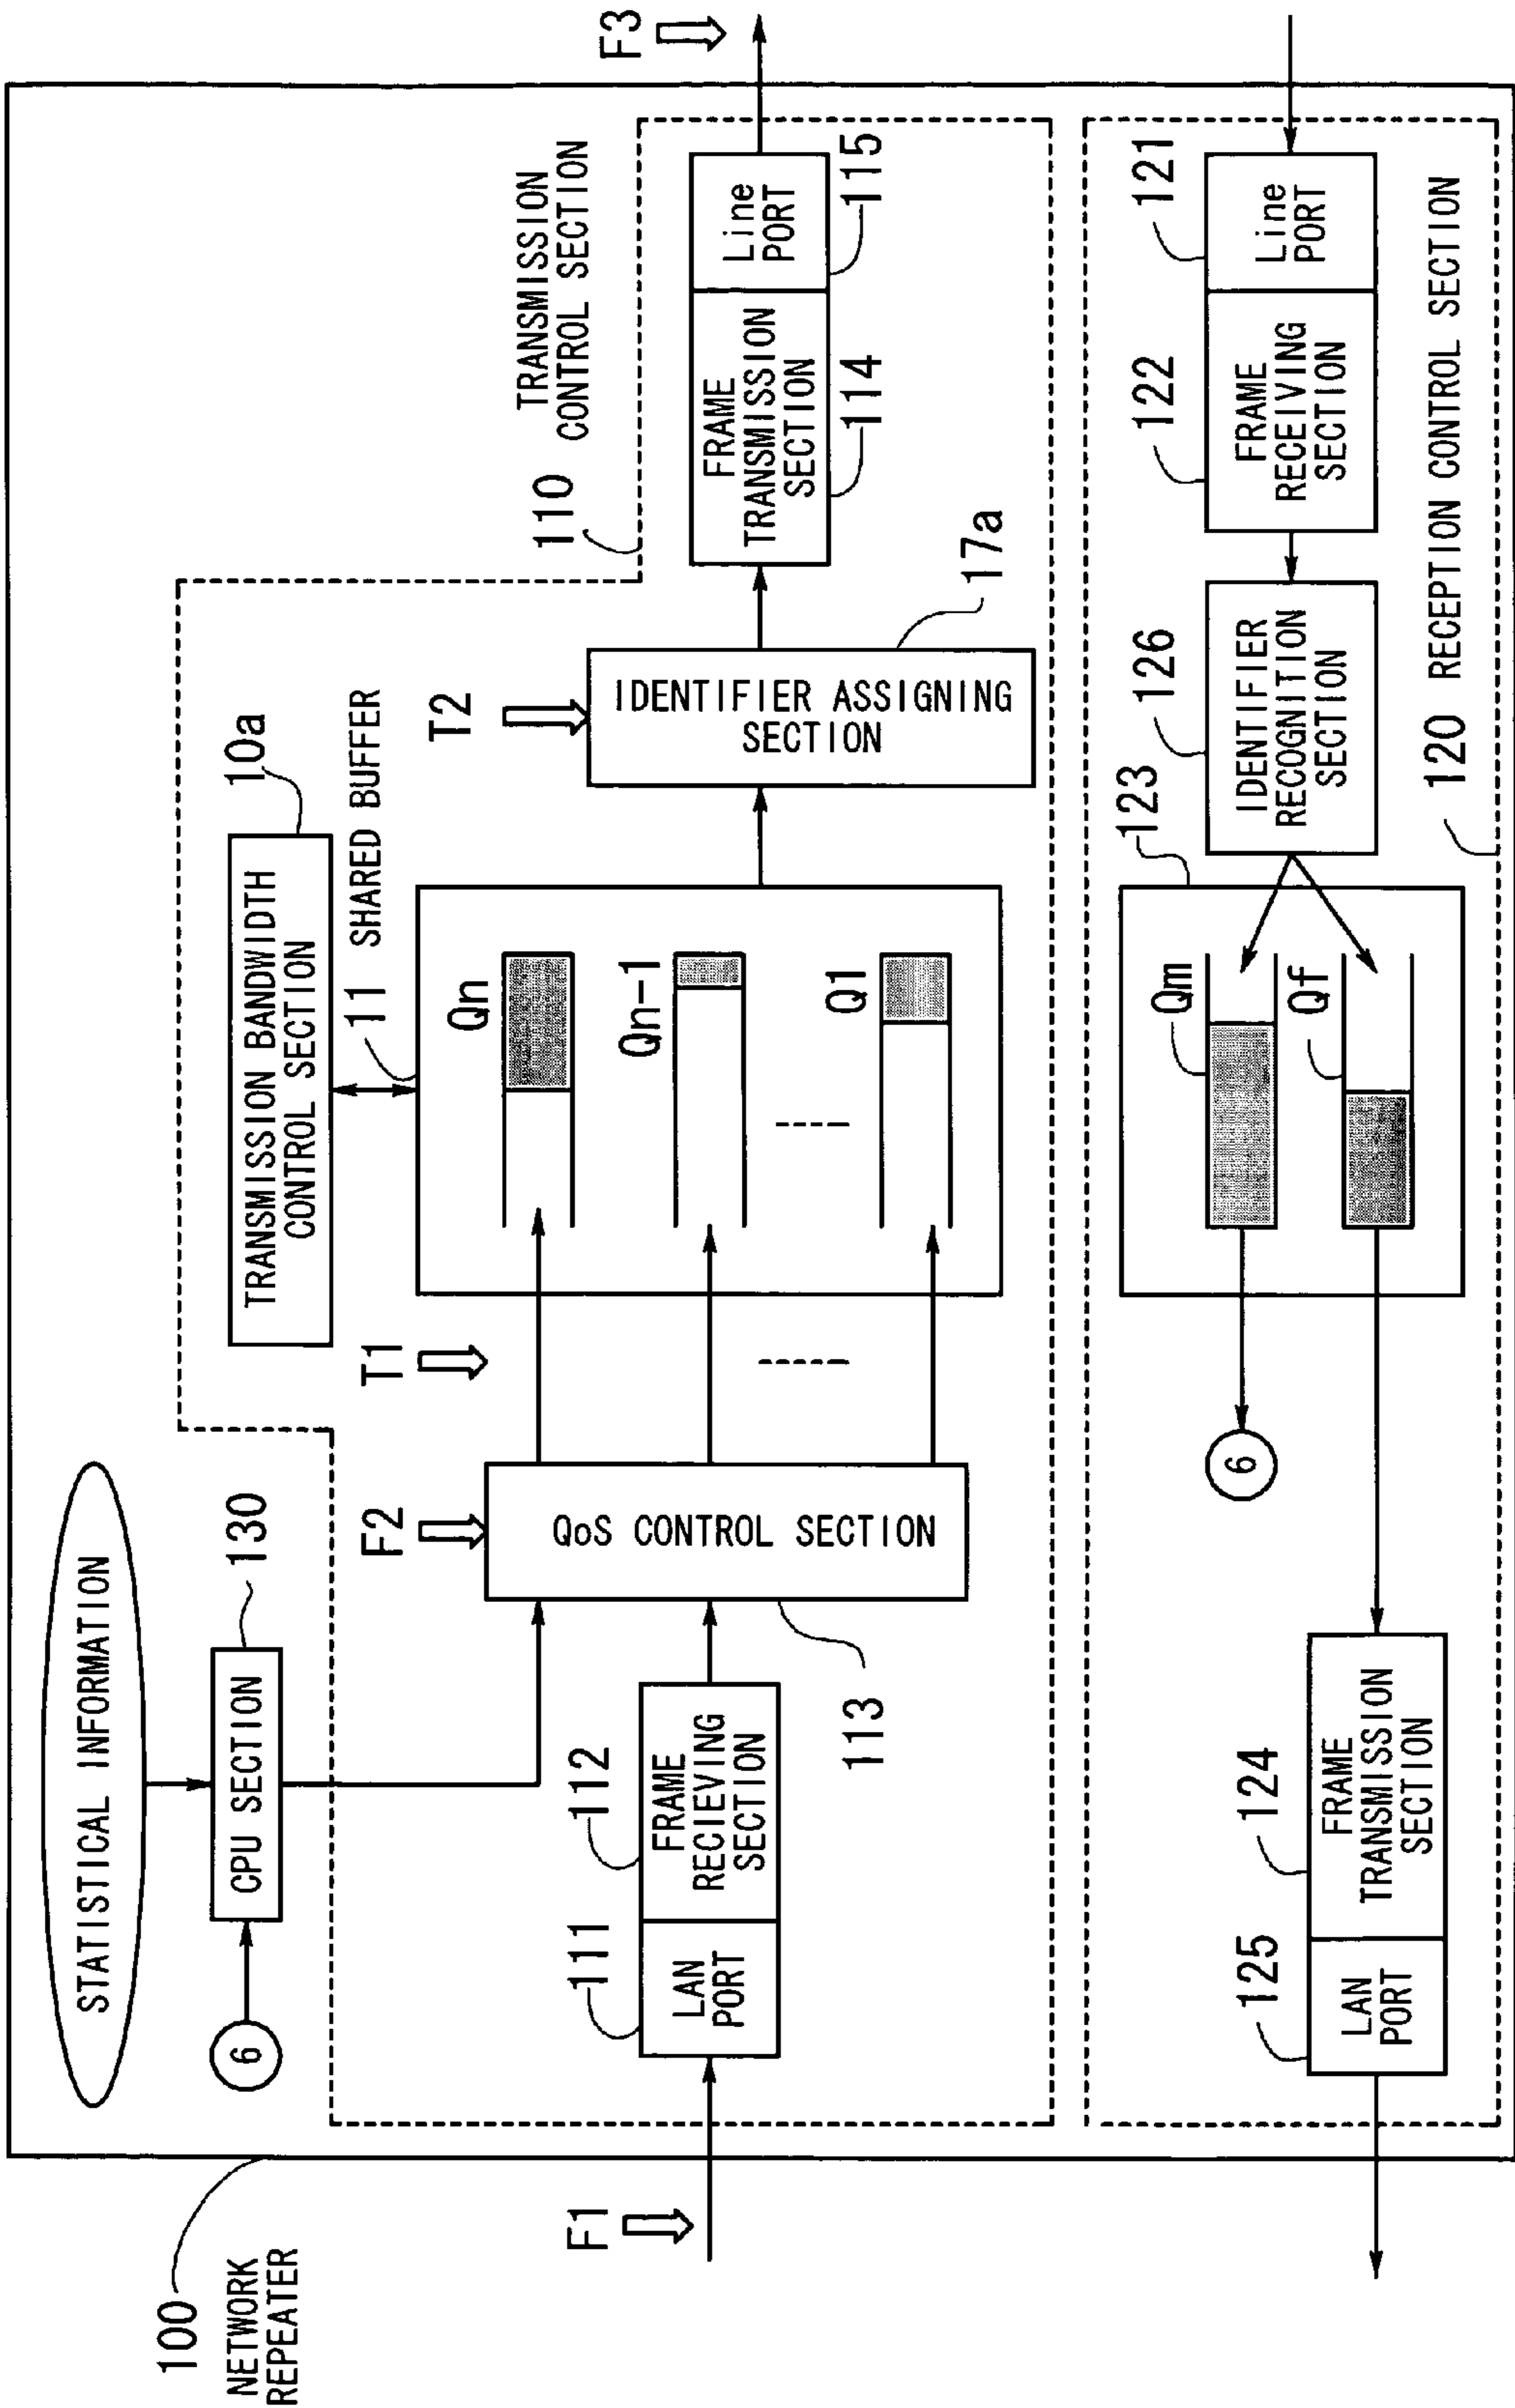 100
NETWORK
REPEATER
STATISTICAL INFORMATION
6
CPU SECTION
130
F1
111
LAN
PORT
112
FRAME
RECIEVING
SECTION
113
F2
QoS CONTROL SECTION
T1
TRANSMISSION BANDWIDTH
CONTROL SECTION
10a
11
SHARED BUFFER
Qn
Qn-1
Q1
T2
IDENTIFIER ASSIGNING
SECTION
17a
110
TRANSMISSION
CONTROL SECTION
FRAME
TRANSMISSION
SECTION
114
Line
PORT
115
F3
125
LAN
PORT
124
FRAME
TRANSMISSION
SECTION
6
123
Qm
Qf
126
IDENTIFIER
RECOGNITION
SECTION
122
FRAME
RECEIVING
SECTION
121
Line
PORT
120 RECEPTION CONTROL SECTION